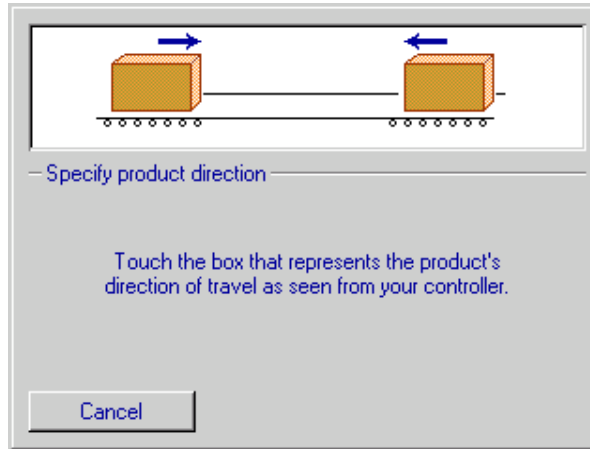 Specify product direction
Touch the box that represents the product's
direction of travel as seen from your controller.
Cancel